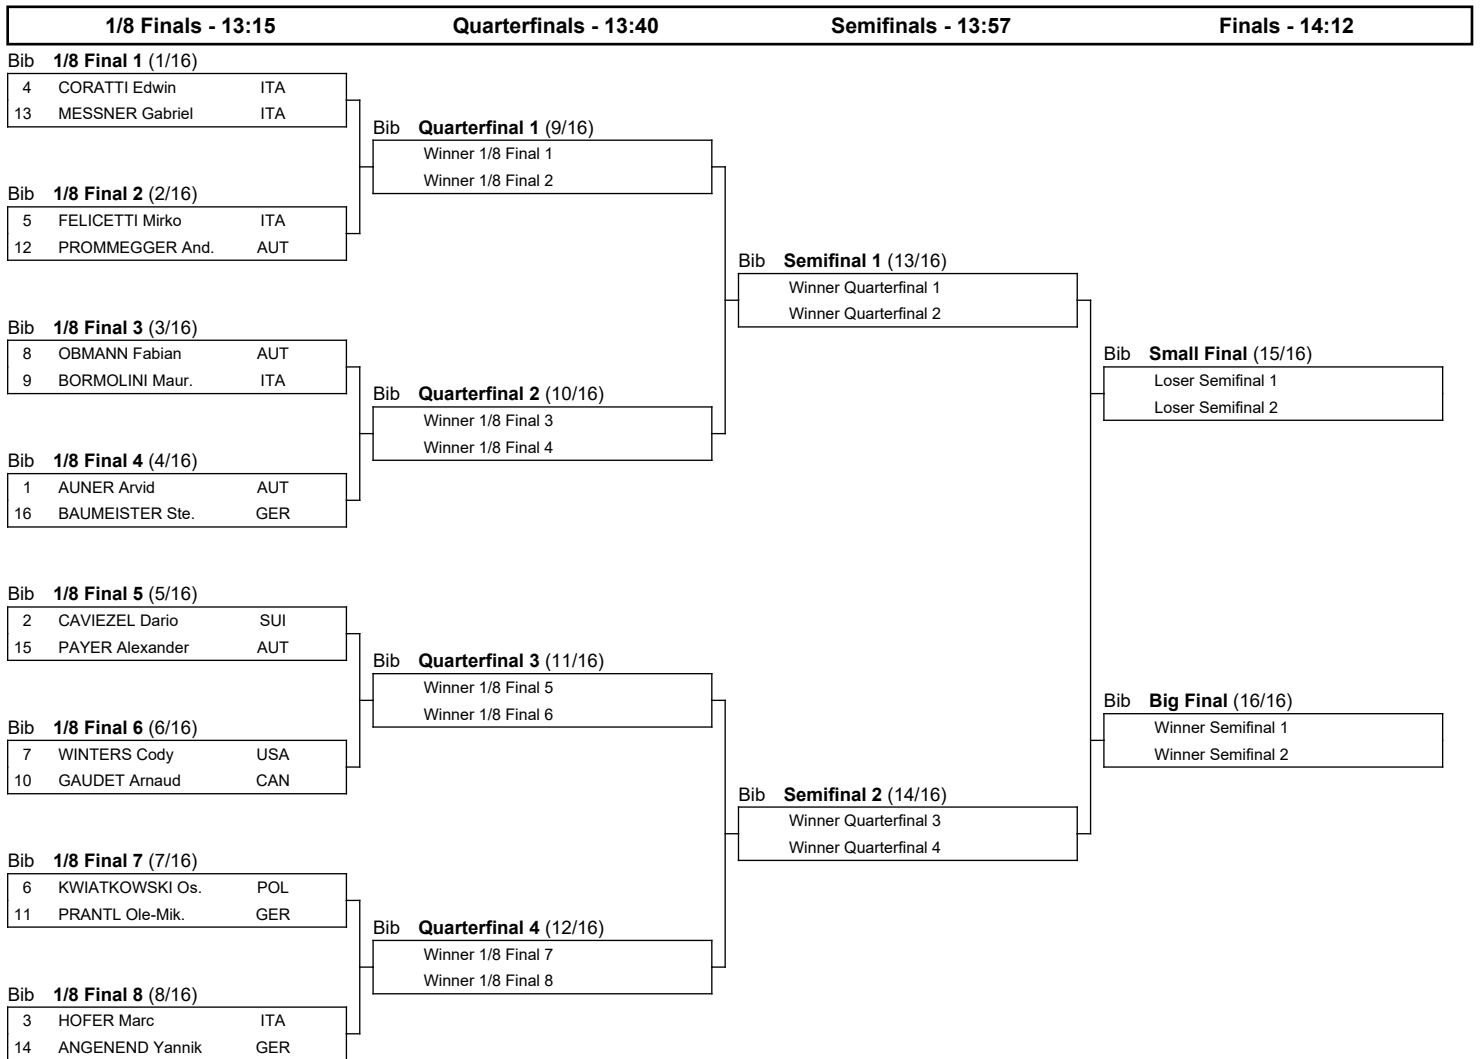 1/8 Finals - 13:15 Quarterfinals - 13:40 Semifinals - 13:57 Finals - 14:12
Bib 1/8 Final 1 (1/16)
4 CORATTI Edwin ITA
13 MESSNER Gabriel ITA
Bib 1/8 Final 2 (2/16)
5 FELICETTI Mirko ITA
12 PROMMEGGER And. AUT
Bib 1/8 Final 3 (3/16)
8 OBMANN Fabian AUT
9 BORMOLINI Maur. ITA
Bib 1/8 Final 4 (4/16)
1 AUNER Arvid AUT
16 BAUMEISTER Ste. GER
Bib 1/8 Final 5 (5/16)
2 CAVIEZEL Dario SUI
15 PAYER Alexander AUT
Bib 1/8 Final 6 (6/16)
7 WINTERS Cody USA
10 GAUDET Arnaud CAN
Bib 1/8 Final 7 (7/16)
6 KWIATKOWSKI Os. POL
11 PRANTL Ole-Mik. GER
Bib 1/8 Final 8 (8/16)
3 HOFER Marc ITA
14 ANGENEND Yannik GER
Bib Quarterfinal 1 (9/16)
Winner 1/8 Final 1
Winner 1/8 Final 2
Bib Quarterfinal 2 (10/16)
Winner 1/8 Final 3
Winner 1/8 Final 4
Bib Quarterfinal 3 (11/16)
Winner 1/8 Final 5
Winner 1/8 Final 6
Bib Quarterfinal 4 (12/16)
Winner 1/8 Final 7
Winner 1/8 Final 8
Bib Semifinal 1 (13/16)
Winner Quarterfinal 1
Winner Quarterfinal 2
Bib Semifinal 2 (14/16)
Winner Quarterfinal 3
Winner Quarterfinal 4
Bib Small Final (15/16)
Loser Semifinal 1
Loser Semifinal 2
Bib Big Final (16/16)
Winner Semifinal 1
Winner Semifinal 2